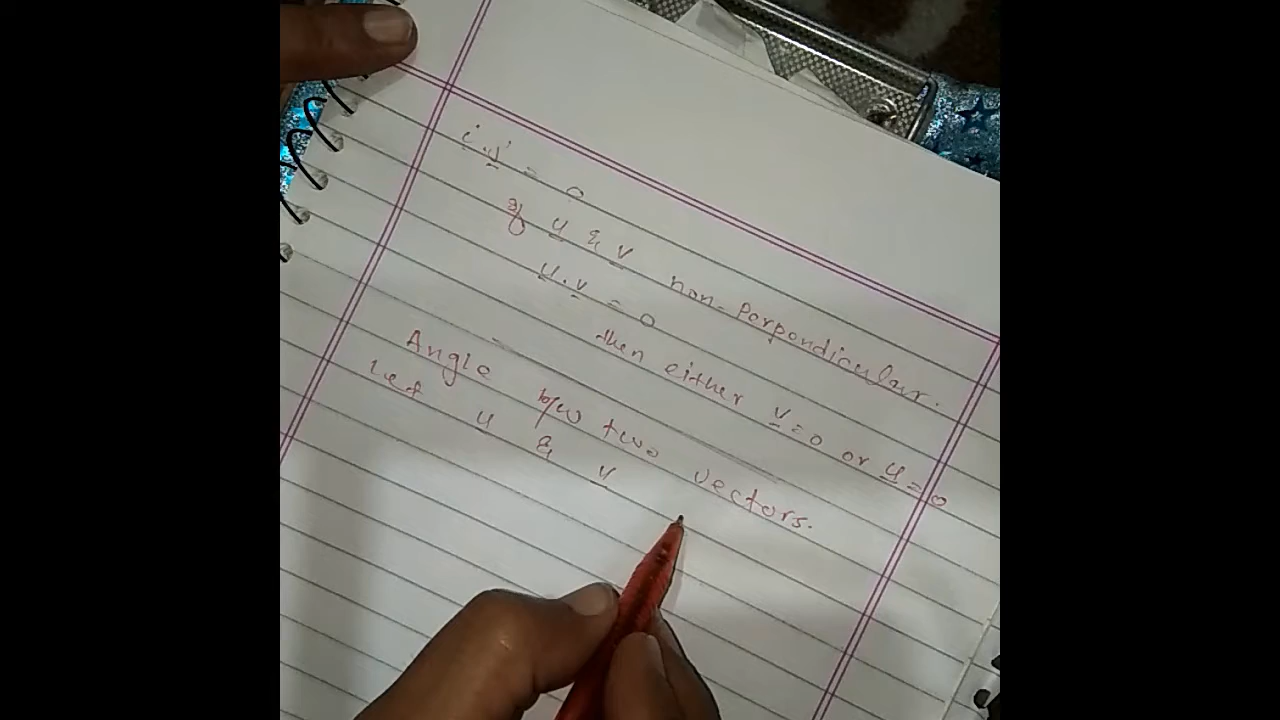 i . v = 0
If u & v non-Perpendicular.
u . v = 0
then either v = 0 or u = 0
Angle b/w two vectors.
Let u & v